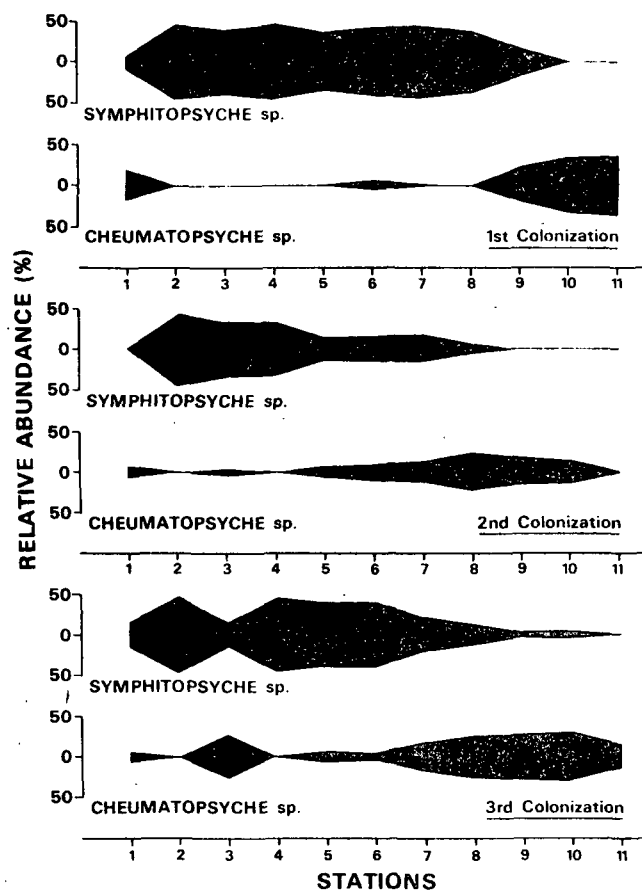 50
0
50
SYMPHITOPSYCHE sp.
50
0
50
CHEUMATOPSYCHE sp.
1st Colonization
1 2 3 4 5 6 7 8 9 10 11
50
0
50
SYMPHITOPSYCHE sp.
50
0
50
CHEUMATOPSYCHE sp.
2nd Colonization
1 2 3 4 5 6 7 8 9 10 11
50
0
50
SYMPHITOPSYCHE sp.
50
0
50
CHEUMATOPSYCHE sp.
3rd Colonization
1 2 3 4 5 6 7 8 9 10 11
STATIONS
RELATIVE ABUNDANCE (%)